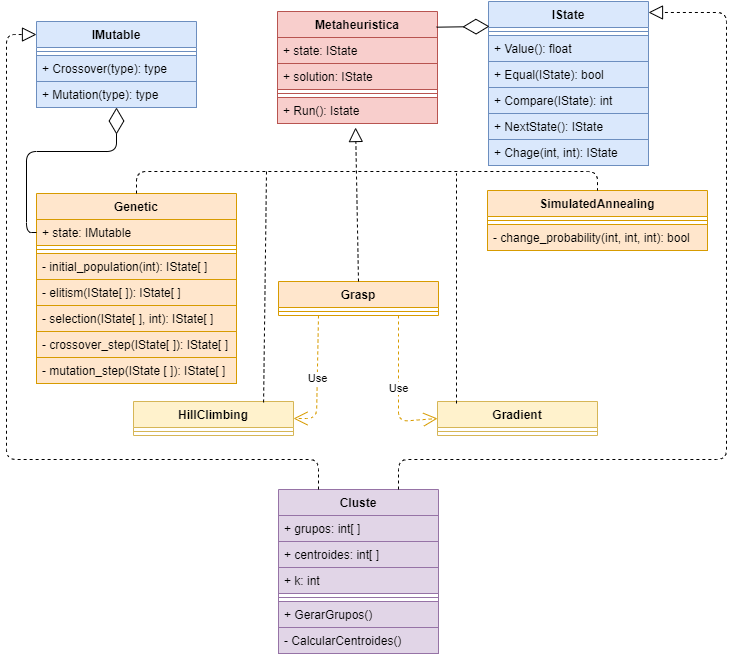 IMutable
+ Crossover(type): type
+ Mutation(type): type
Metaheuristica
+ state: IState
+ solution: IState
+ Run(): Istate
IState
+ Value(): float
+ Equal(IState): bool
+ Compare(IState): int
+ NextState(): IState
+ Chage(int, int): IState
Genetic
+ state: IMutable
- initial_population(int): IState[ ]
- elitism(IState[ ]): IState[ ]
- selection(IState[ ], int): IState[ ]
- crossover_step(IState[ ]): IState[ ]
- mutation_step(IState [ ]): IState[ ]
SimulatedAnnealing
- change_probability(int, int, int): bool
Grasp
Use
Use
HillClimbing
Gradient
Cluste
+ grupos: int[ ]
+ centroides: int[ ]
+ k: int
+ GerarGrupos()
- CalcularCentroides()